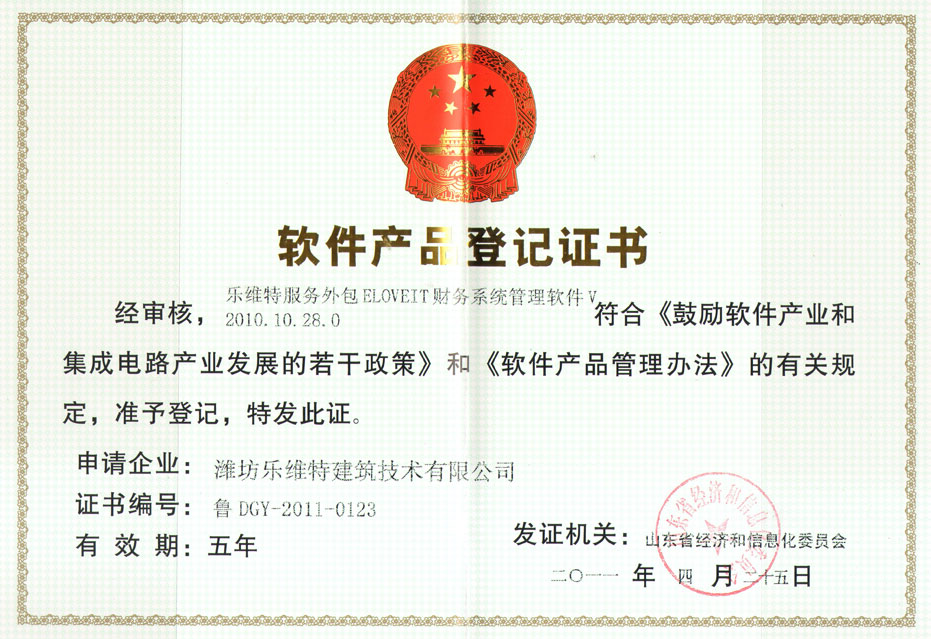 软件产品登记证书
乐维特服务外包ELOVEIT财务系统管理软件V
经审核，2010.10.28.0 符合《鼓励软件产业和
集成电路产业发展的若干政策》和《软件产品管理办法》的有关规
定，准予登记，特发此证。
申请企业：潍坊乐维特建筑技术有限公司
证书编号：鲁DGY-2011-0123
有效期：五年
发证机关：山东省经济和信息化委员会
二〇一一年四月二十五日
山东省经济和信息化委员会